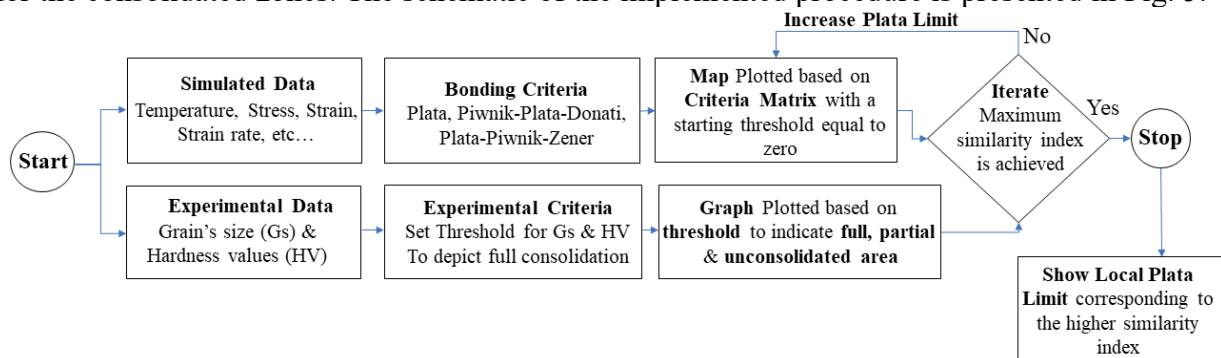 for the consolidated zones. The schematic of the implemented procedure is presented in Fig. 5.
Increase Plata Limit
No
Simulated Data
Temperature, Stress, Strain,
Strain rate, etc…
Bonding Criteria
Plata, Piwnik-Plata-Donati,
Plata-Piwnik-Zener
Map Plotted based on
Criteria Matrix with a
starting threshold equal to
zero
Iterate
Maximum
similarity index
is achieved
Yes
Start
Stop
Experimental Data
Grain's size (Gs) &
Hardness values (HV)
Experimental Criteria
Set Threshold for Gs & HV
To depict full consolidation
Graph Plotted based on
threshold to indicate full, partial
& unconsolidated area
Show Local Plata
Limit corresponding to
the higher similarity
index